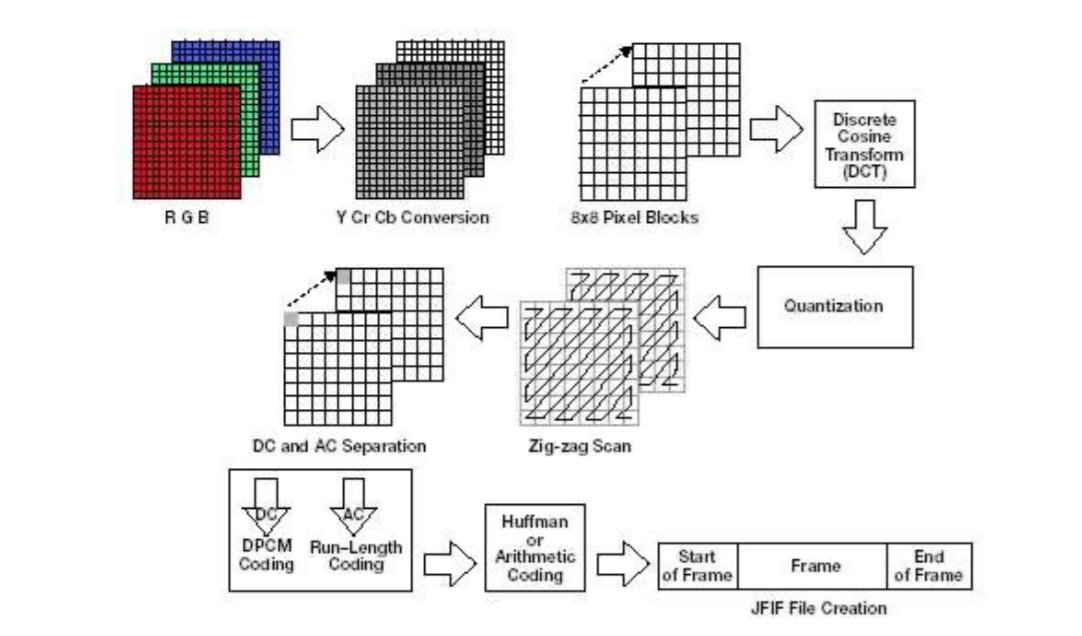 R G B
Y Cr Cb Conversion
8x8 Pixel Blocks
Discrete
Cosine
Transform
(DCT)
Quantization
Zig-zag Scan
DC and AC Separation
DC
DPCM
Coding
AC
Run–Length
Coding
Huffman
or
Arithmetic
Coding
Start
of Frame
Frame
End
of Frame
JFIF File Creation